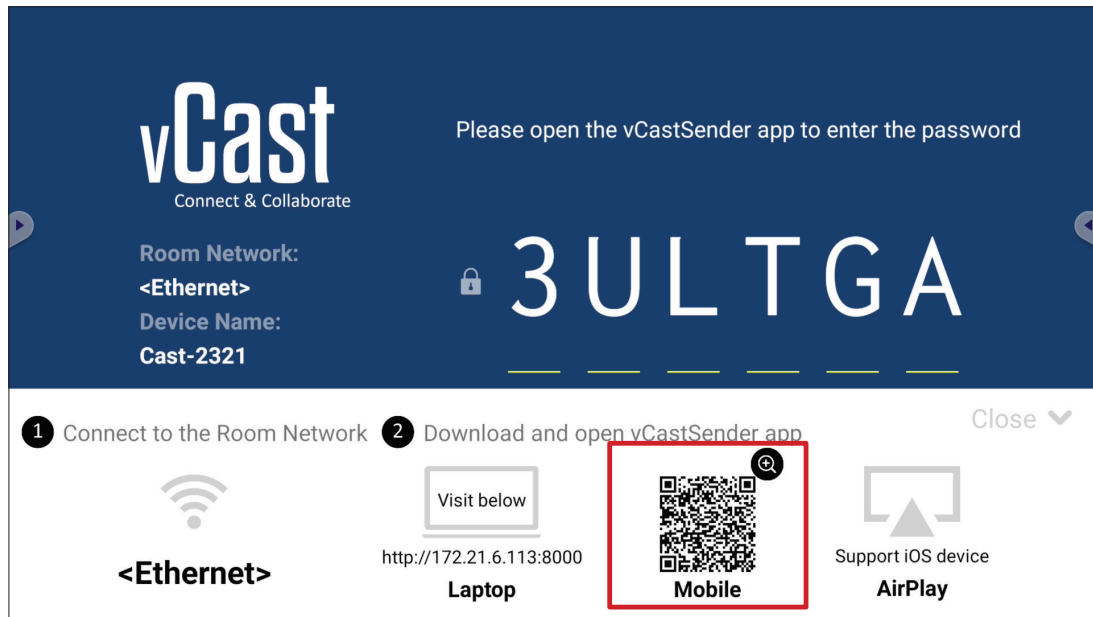 vCast
Connect & Collaborate
Please open the vCastSender app to enter the password
Room Network:
<Ethernet>
Device Name:
Cast-2321
3ULTGA
Close
1 Connect to the Room Network
2 Download and open vCastSender app
<Ethernet>
Visit below
http://172.21.6.113:8000
Laptop
Mobile
Support iOS device
AirPlay